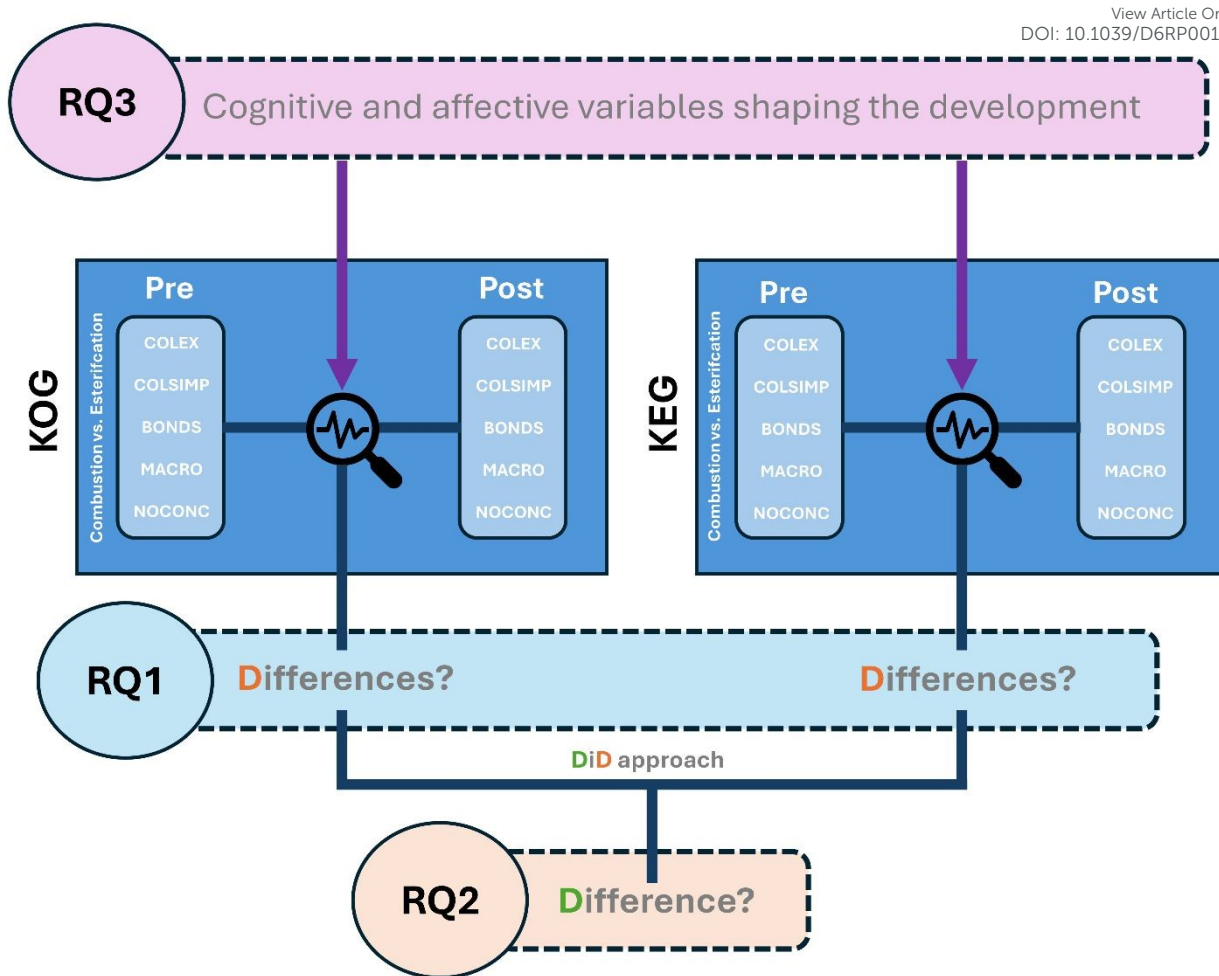 View Article On
DOI: 10.1039/D6RP001
RQ3
Cognitive and affective variables shaping the development
KOG
Combustion vs. Esterifcation
Pre
COLEX
COLSIMP
BONDS
MACRO
NOCONC
Post
COLEX
COLSIMP
BONDS
MACRO
NOCONC
KEG
Combustion vs. Esterifcation
Pre
COLEX
COLSIMP
BONDS
MACRO
NOCONC
Post
COLEX
COLSIMP
BONDS
MACRO
NOCONC
RQ1
Differences?
Differences?
DiD approach
RQ2
Difference?